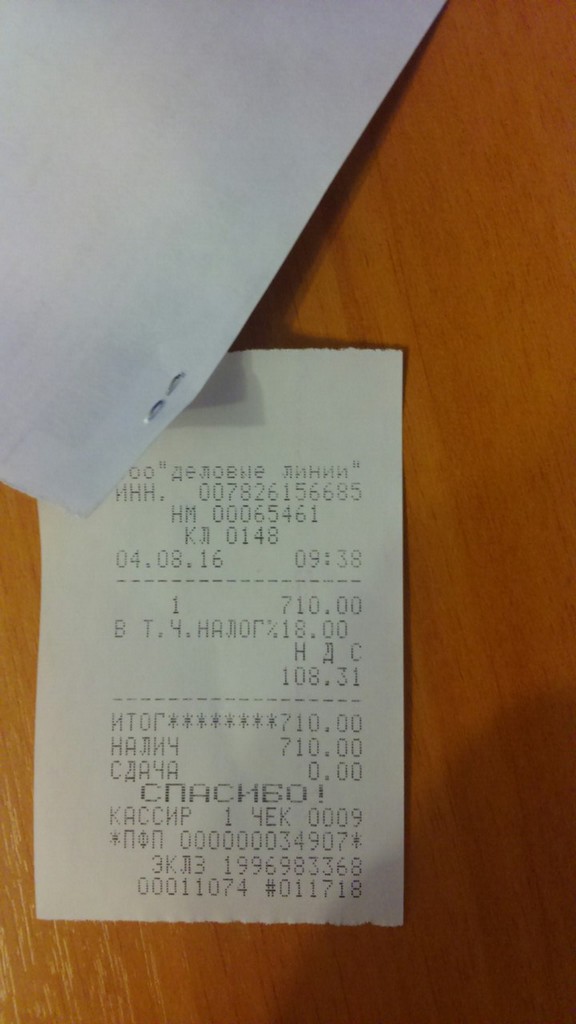 ооо"деловые линии"
ИНН. 007826156685
НМ 00065461
КЛ 0148
04.08.16 09:38
------------------
1 710.00
В Т.Ч.НАЛОГ%18.00
Н Д С
108.31
------------------
ИТОГ********710.00
НАЛИЧ 710.00
СДАЧА 0.00
СПАСИБО!
КАССИР 1 ЧЕК 0009
*ПФП 000000034907*
ЭКЛЗ 1996983368
00011074 #011718